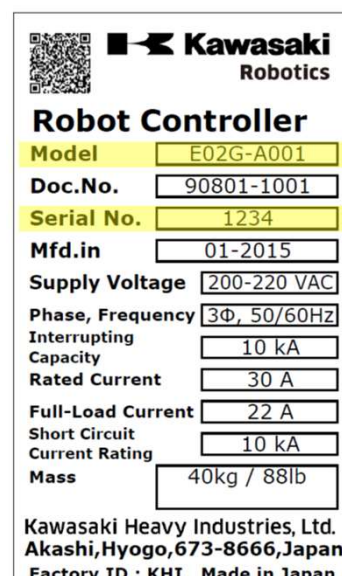 Kawasaki
Robotics
Robot Controller
Model E02G-A001
Doc.No. 90801-1001
Serial No. 1234
Mfd.in 01-2015
Supply Voltage 200-220 VAC
Phase, Frequency 3Φ, 50/60Hz
Interrupting
Capacity 10 kA
Rated Current 30 A
Full-Load Current 22 A
Short Circuit
Current Rating 10 kA
Mass 40kg / 88lb
Kawasaki Heavy Industries, Ltd.
Akashi,Hyogo,673-8666,Japan
Factory ID : KHI Made in Japan